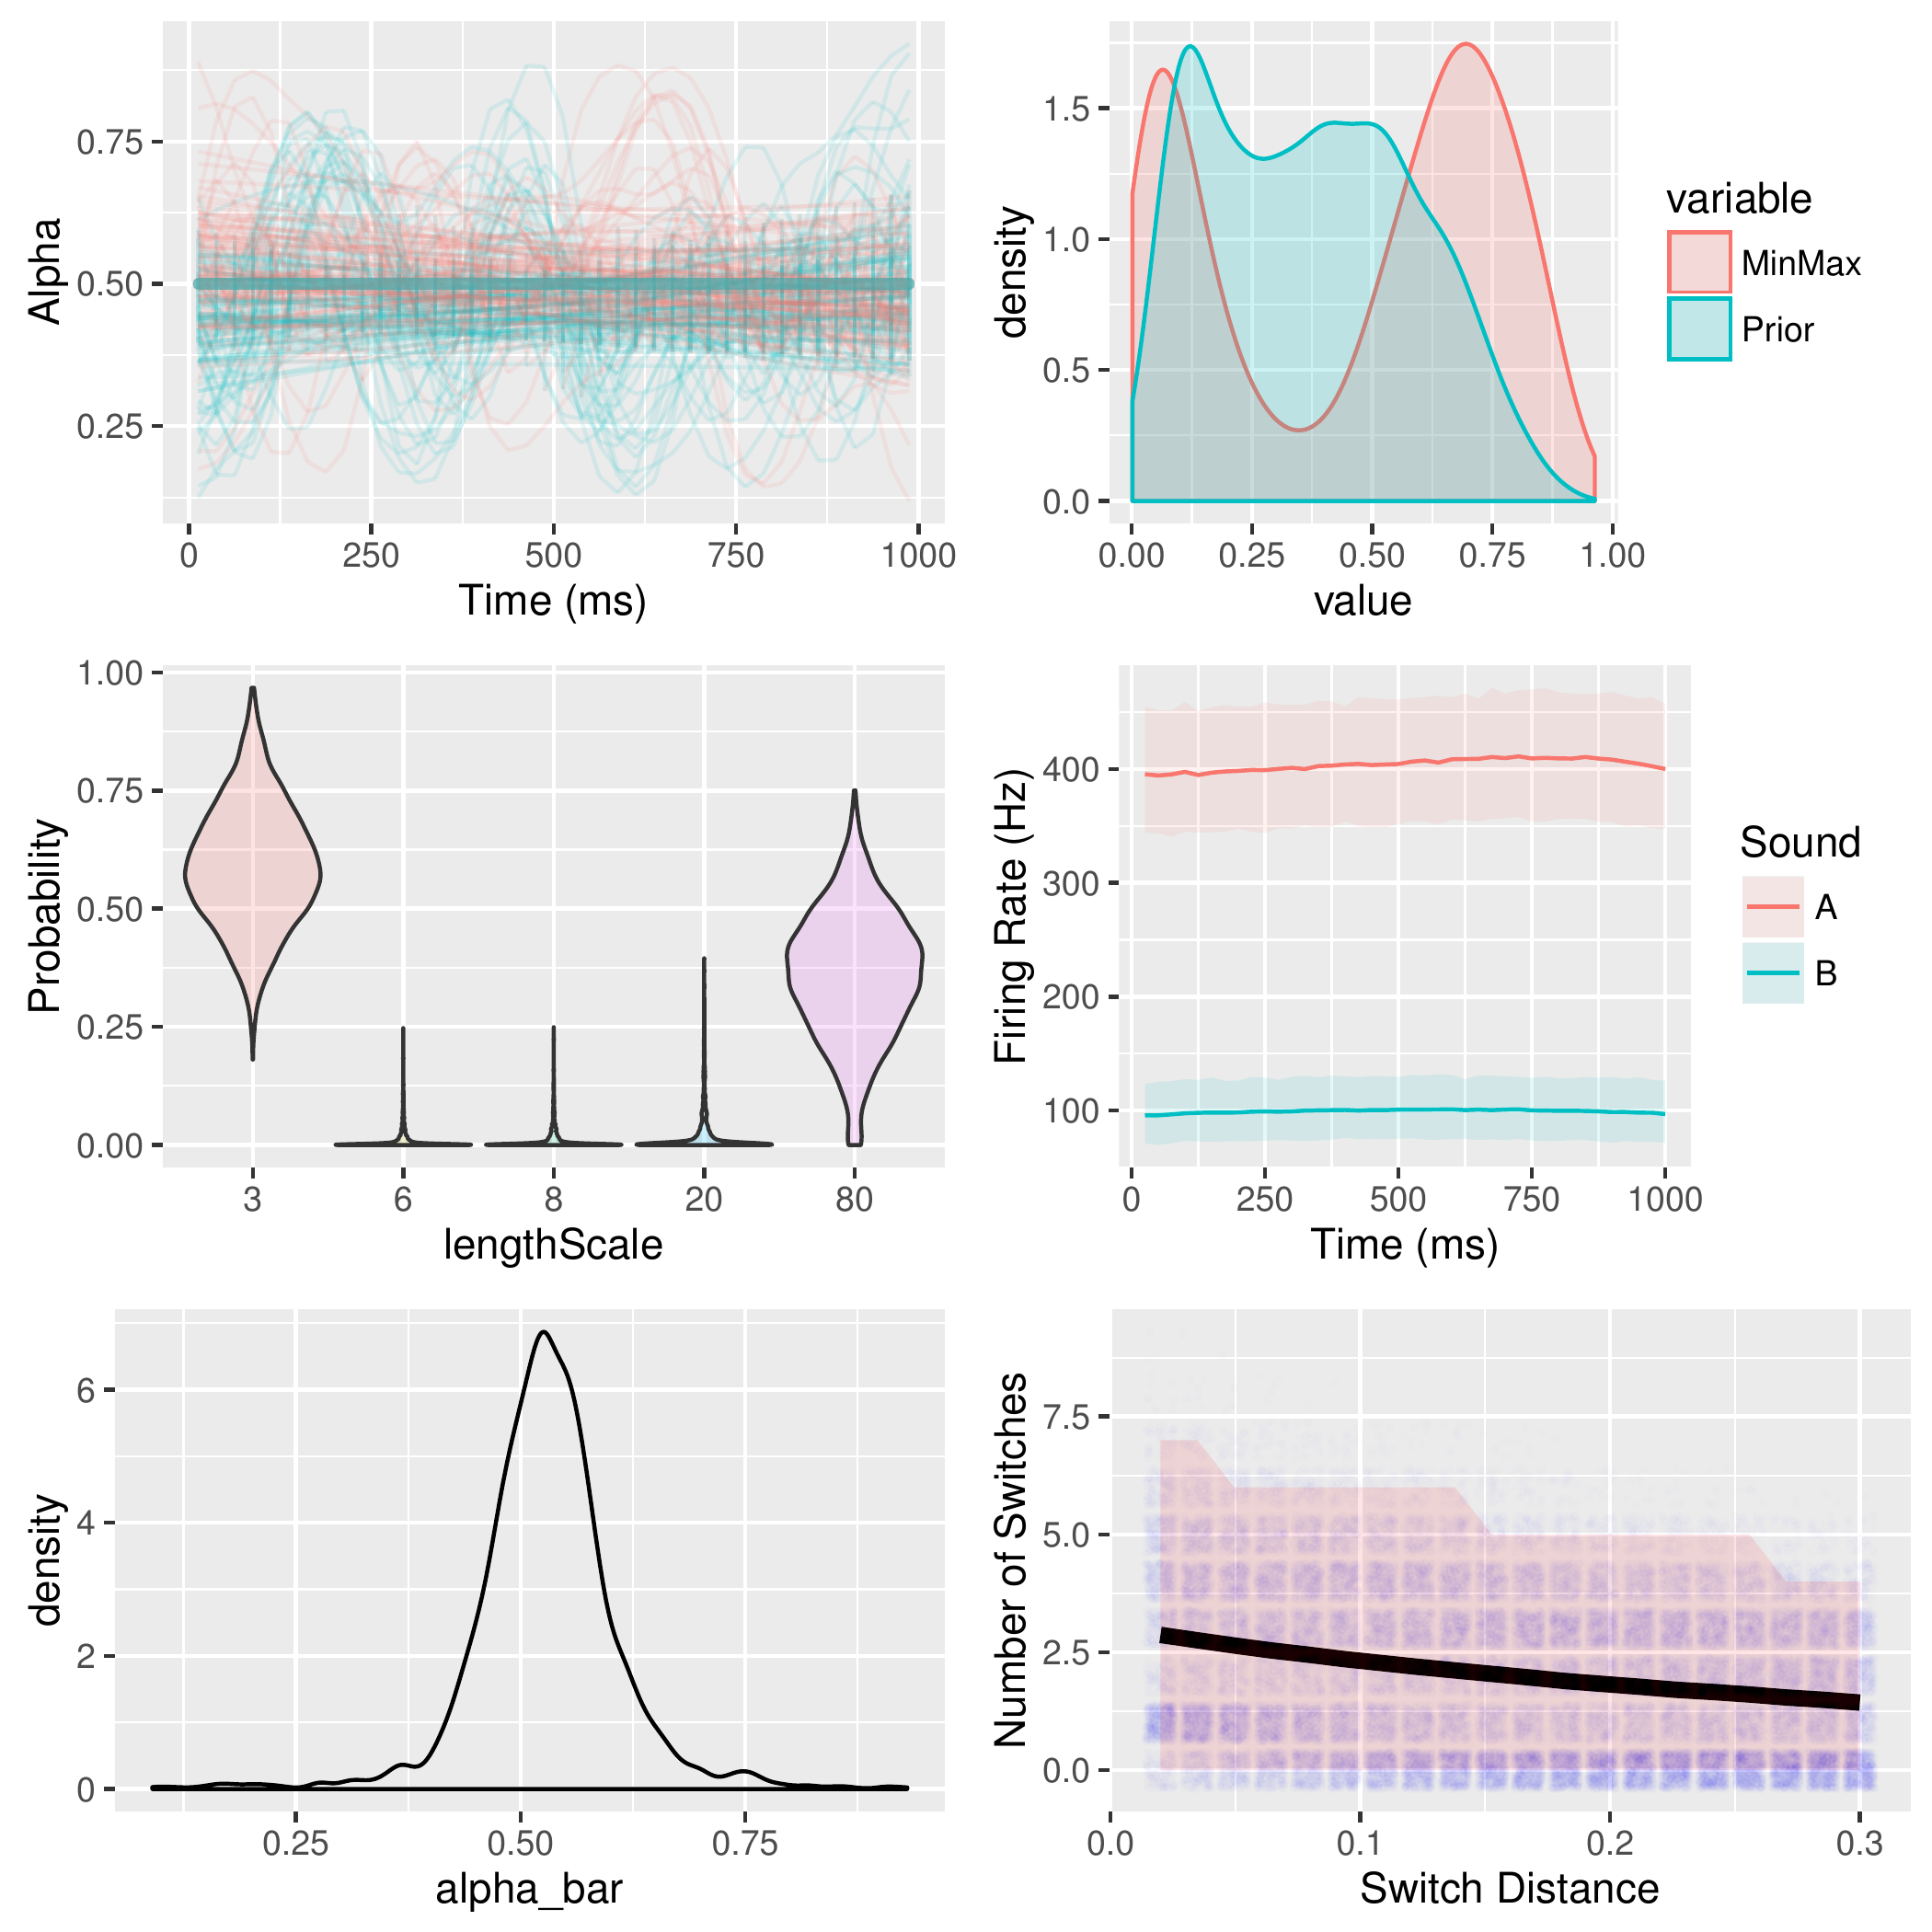 Alpha
0.75
0.50
0.25
0 250 500 750 1000
Time (ms)
density
1.5
1.0
0.5
0.0
0.00 0.25 0.50 0.75 1.00
value
variable
MinMax
Prior
Probability
1.00
0.75
0.50
0.25
0.00
3 6 8 20 80
lengthScale
Firing Rate (Hz)
400
300
200
100
0 250 500 750 1000
Time (ms)
Sound
A
B
density
6
4
2
0
0.25 0.50 0.75
alpha_bar
Number of Switches
7.5
5.0
2.5
0.0
0.0 0.1 0.2 0.3
Switch Distance